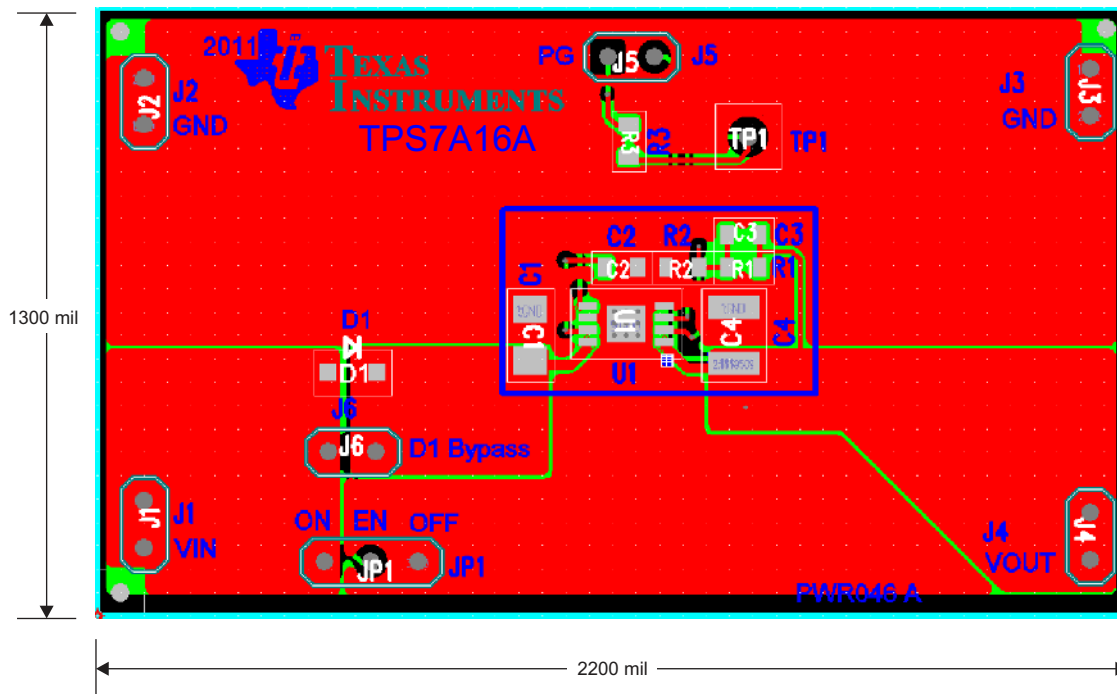 2011
TEXAS
INSTRUMENTS
TPS7A16A
PG
J5
J5
J2
J2
GND
J3
J3
GND
R3
R3
TP1
TP1
C2
R2
C3
C3
C2
R2
R1
R1
C1
C1
U1
U1
C4
C4
D1
D1
J6
J6
D1 Bypass
J1
J1
VIN
ON
EN
OFF
JP1
JP1
J4
J4
VOUT
PWR046 A
1300 mil
2200 mil